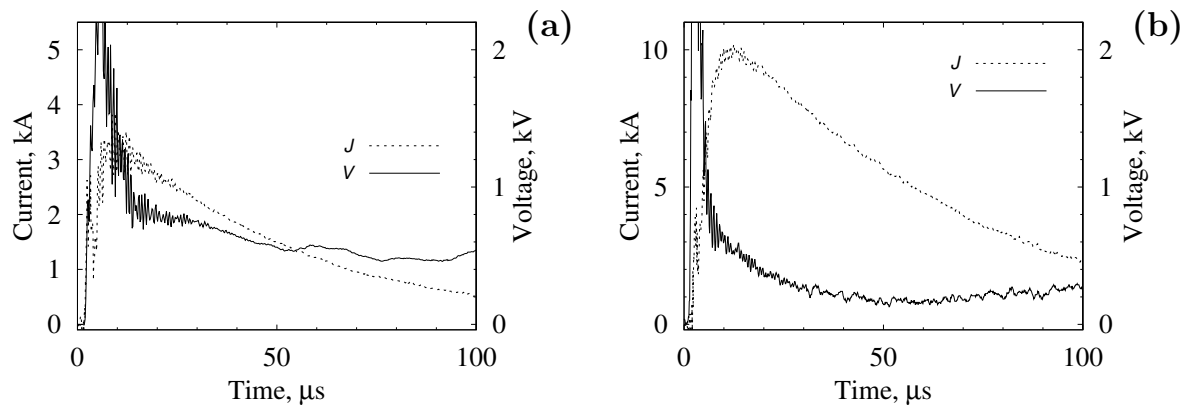 (a)
5
4
3
2
1
0
2
1
0
Current, kA
Voltage, kV
J
V
0
50
100
Time, μs
(b)
10
5
0
2
1
0
Current, kA
Voltage, kV
J
V
0
50
100
Time, μs